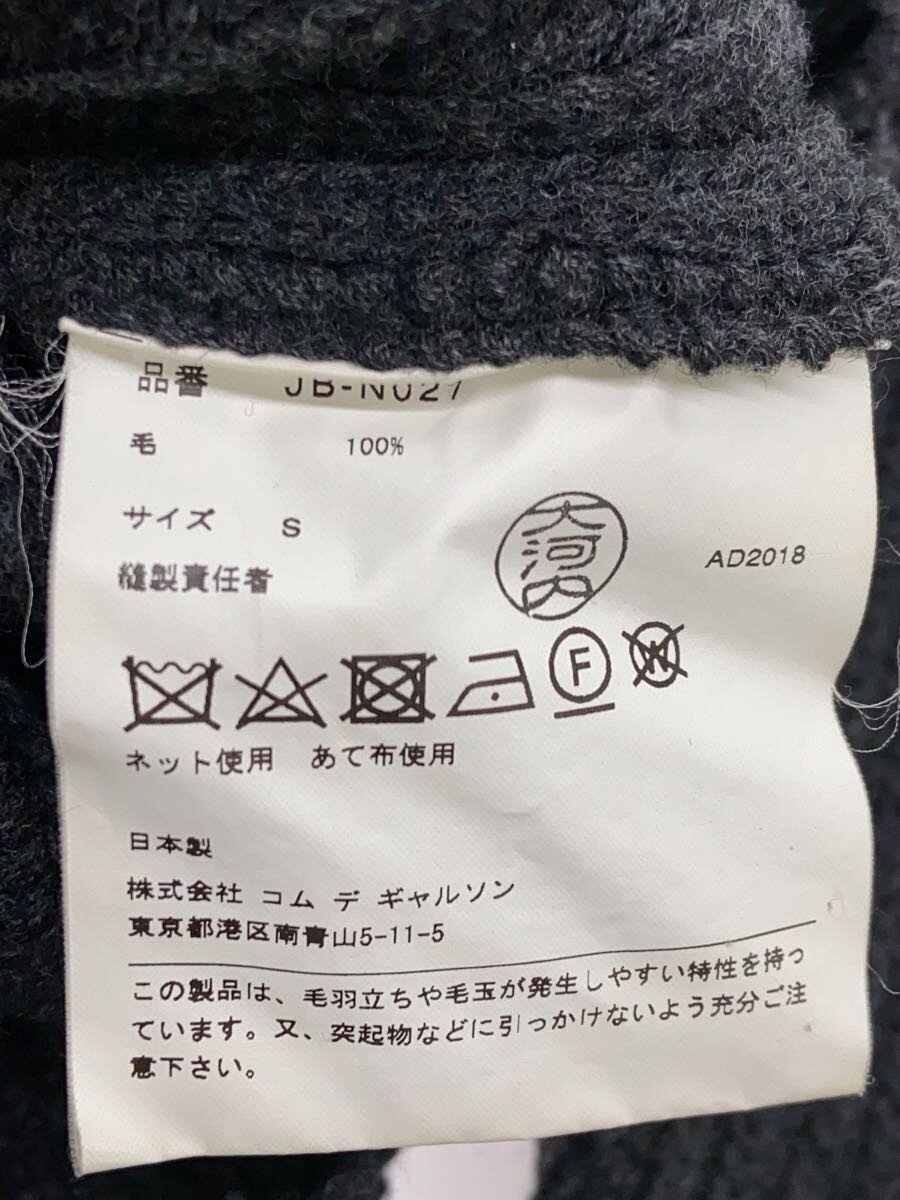 品番 JB-N027
毛 100%
サイズ S
縫製責任者 大河内 AD2018
F W
ネット使用 あて布使用
日本製
株式会社 コム デ ギャルソン
東京都港区南青山5-11-5
この製品は、毛羽立ちや毛玉が発生しやすい特性を持っ
ています。又、突起物などに引っかけないよう充分ご注
意下さい。